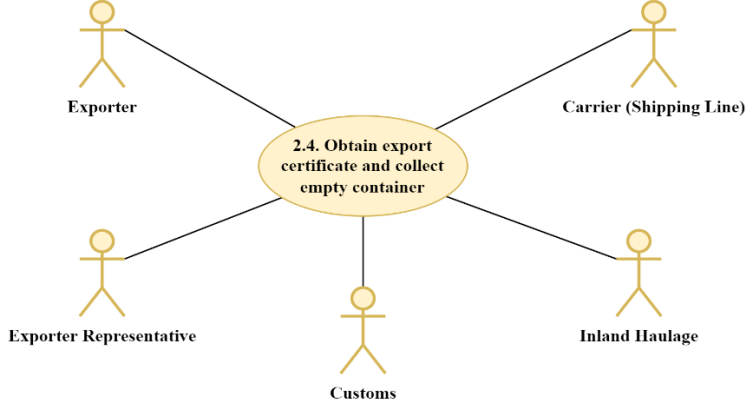 Exporter
Carrier (Shipping Line)
2.4. Obtain export
certificate and collect
empty container
Exporter Representative
Inland Haulage
Customs